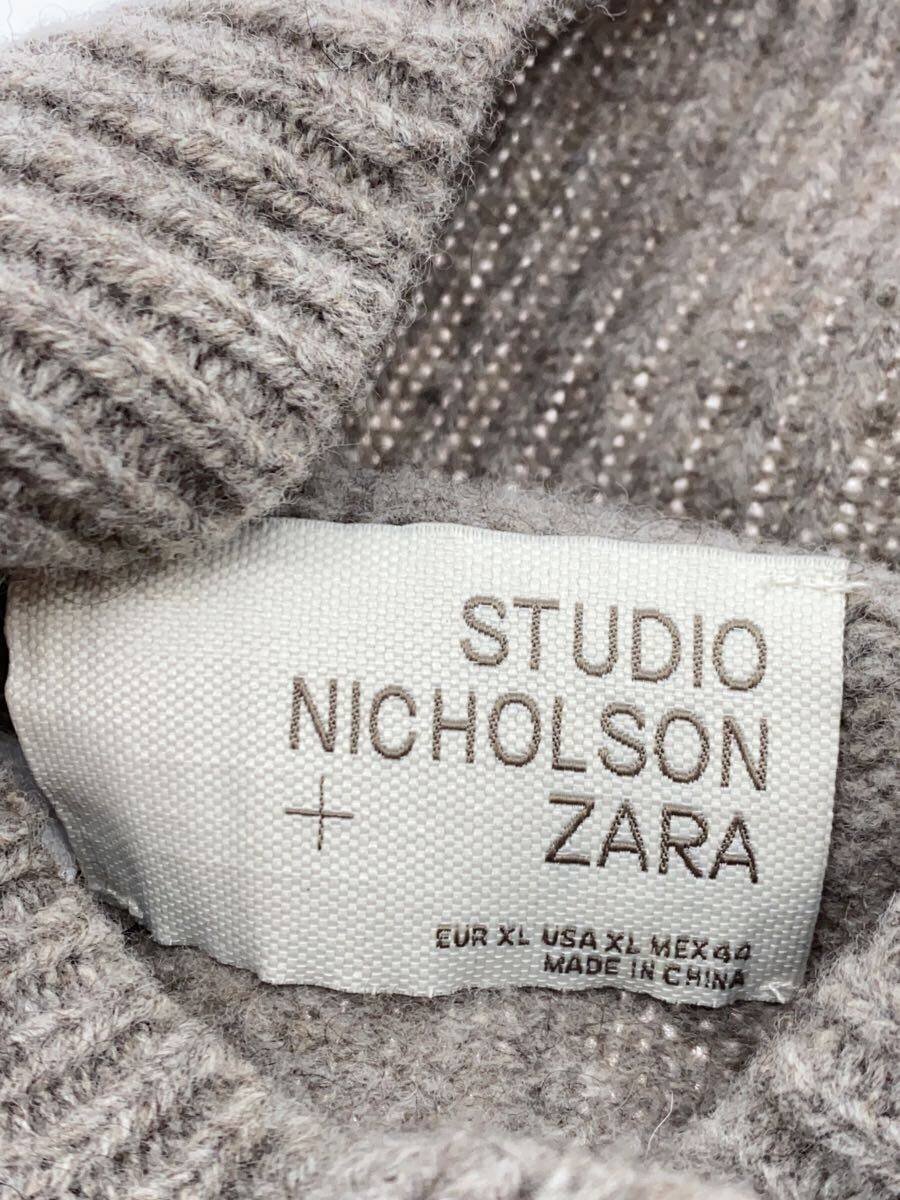 STUDIO
NICHOLSON
+ ZARA
EUR XL USA XL MEX 44
MADE IN CHINA